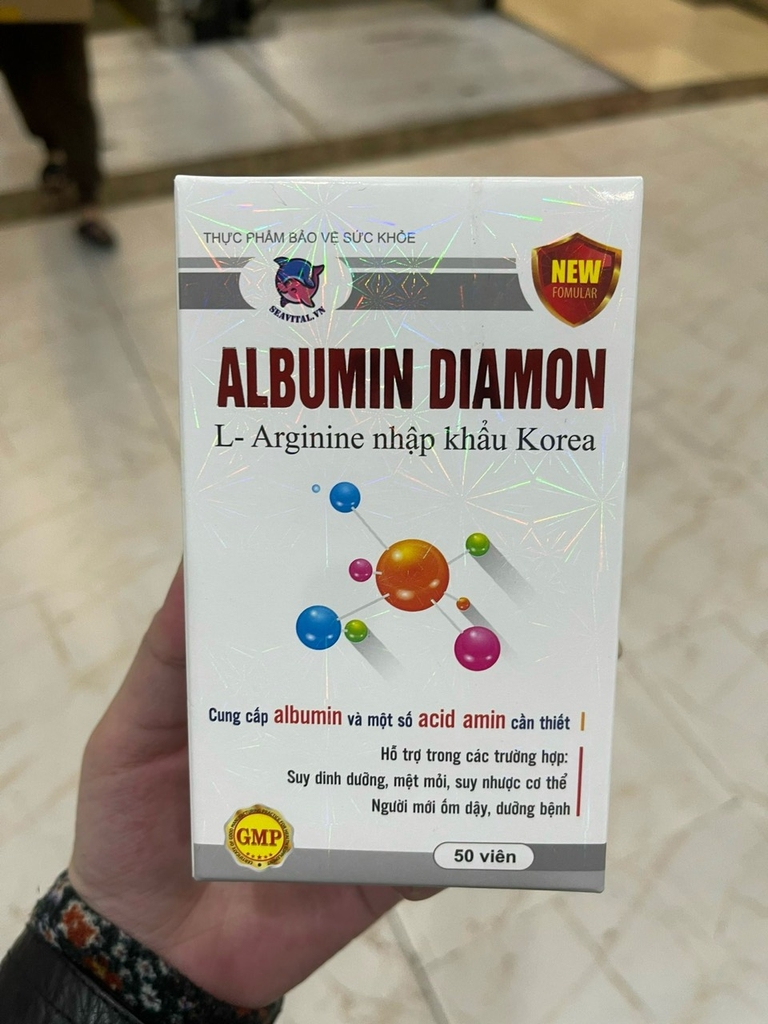 THỰC PHẨM BẢO VỆ SỨC KHỎE
SEAVITAL.VN
NEW
FOMULAR
ALBUMIN DIAMON
L- Arginine nhập khẩu Korea
Cung cấp albumin và một số acid amin cần thiết
Hỗ trợ trong các trường hợp:
Suy dinh dưỡng, mệt mỏi, suy nhược cơ thể
Người mới ốm dậy, dưỡng bệnh
GMP
50 viên